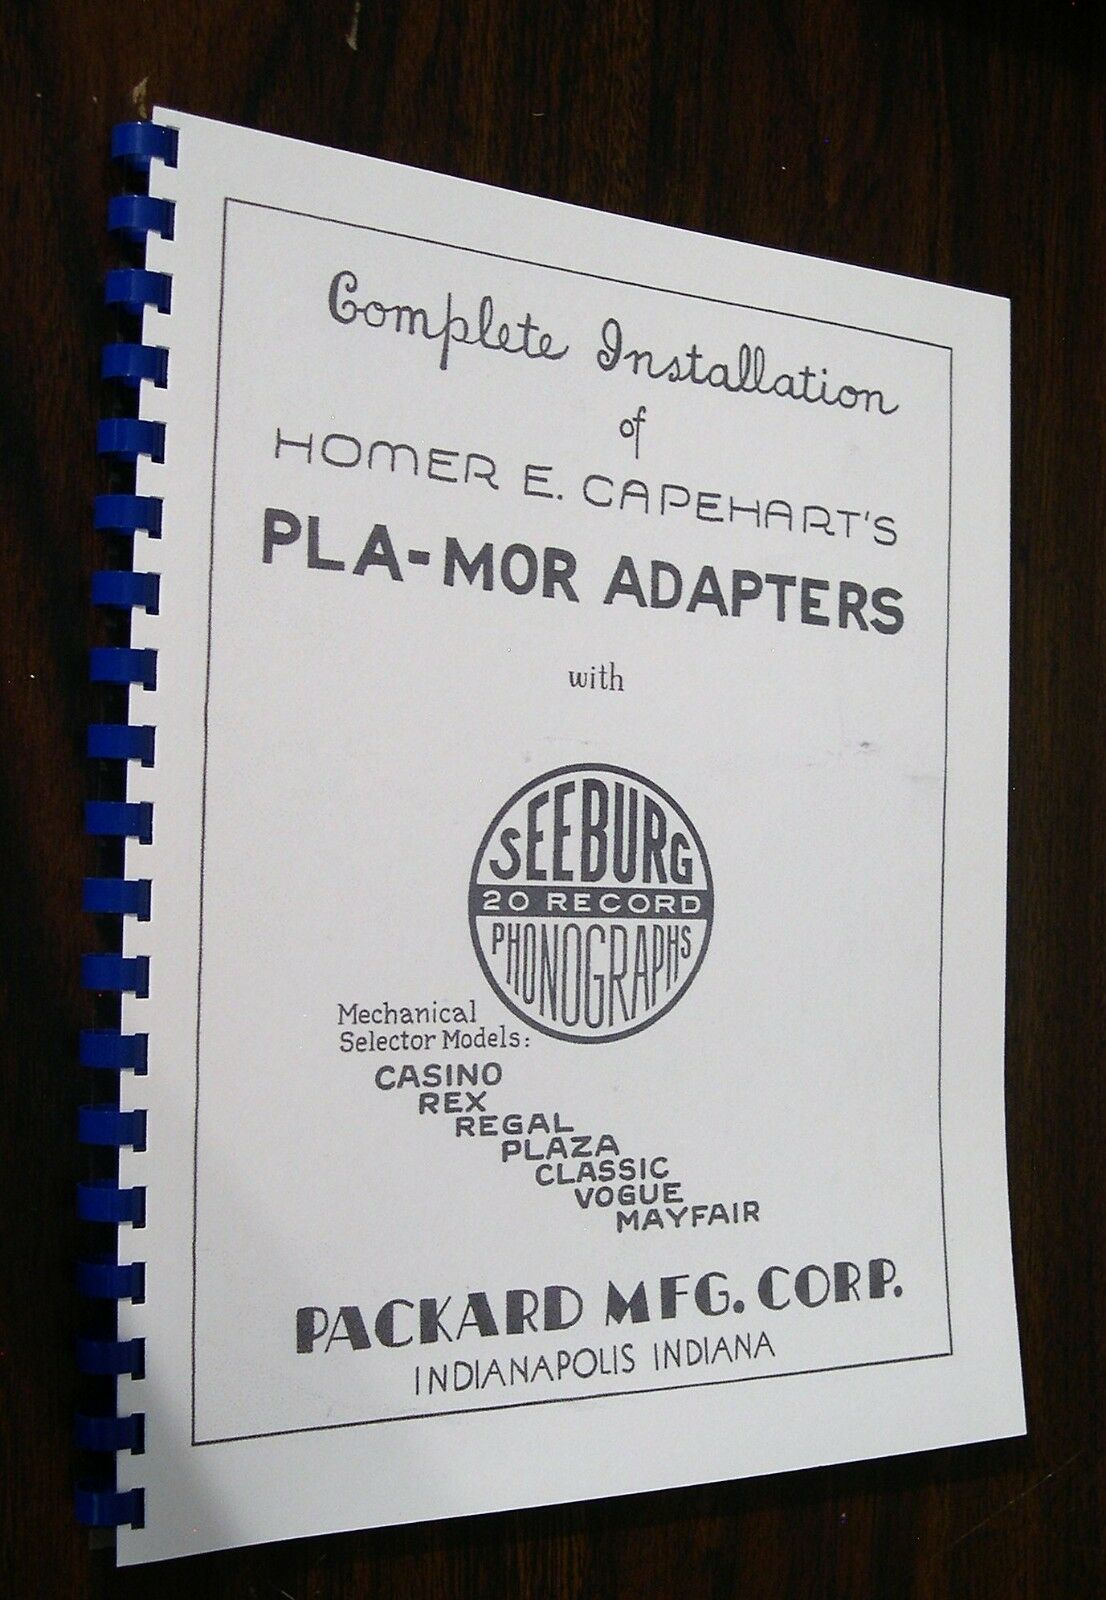 Complete Installation
of
HOMER E. CAPEHART'S
PLA-MOR ADAPTERS
with
SEEBURG
20 RECORD
PHONOGRAPHS
Mechanical
Selector Models:
CASINO
REX
REGAL
PLAZA
CLASSIC
VOGUE
MAYFAIR
PACKARD MFG. CORP.
INDIANAPOLIS INDIANA